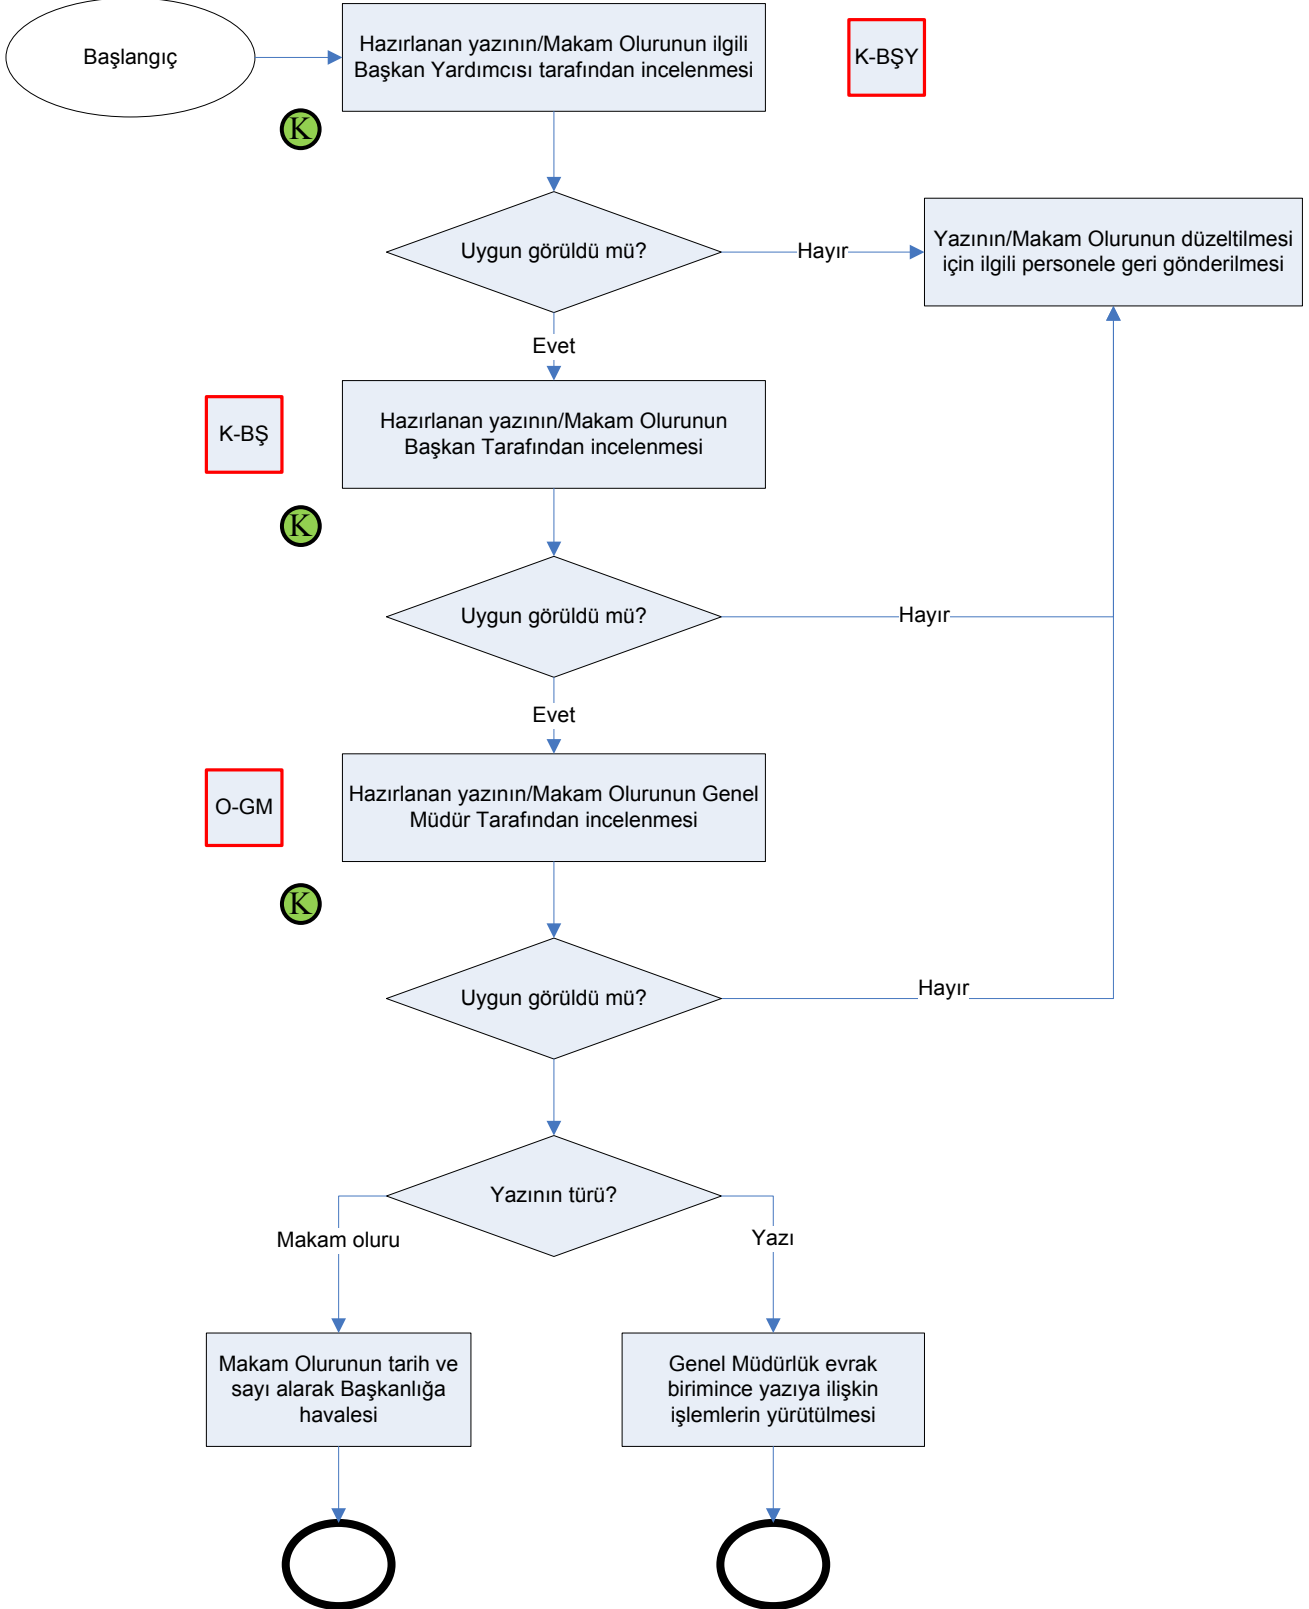 Başlangıç
Hazırlanan yazının/Makam Olurunun ilgili
Başkan Yardımcısı tarafından incelenmesi
K-BŞY
K
Uygun görüldü mü?
Hayır
Yazının/Makam Olurunun düzeltilmesi
için ilgili personele geri gönderilmesi
Evet
K-BŞ
Hazırlanan yazının/Makam Olurunun
Başkan Tarafından incelenmesi
K
Uygun görüldü mü?
Hayır
Evet
O-GM
Hazırlanan yazının/Makam Olurunun Genel
Müdür Tarafından incelenmesi
K
Uygun görüldü mü?
Hayır
Yazının türü?
Makam oluru
Yazı
Makam Olurunun tarih ve
sayı alarak Başkanlığa
havalesi
Genel Müdürlük evrak
birimince yazıya ilişkin
işlemlerin yürütülmesi